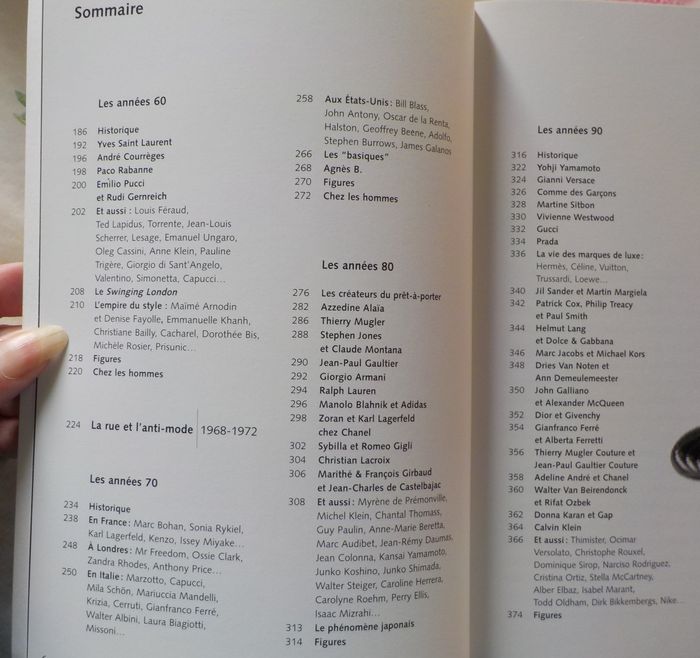 Sommaire
Les années 60
186 Historique
192 Yves Saint Laurent
196 André Courrèges
198 Paco Rabanne
200 Emilio Pucci
et Rudi Gernreich
202 Et aussi : Louis Féraud,
Ted Lapidus, Torrente, Jean-Louis
Scherrer, Lesage, Emanuel Ungaro,
Oleg Cassini, Anne Klein, Pauline
Trigère, Giorgio di Sant'Angelo,
Valentino, Simonetta, Capucci...
208 Le Swinging London
210 L'empire du style : Maïmé Arnodin
et Denise Fayolle, Emmanuelle Khanh,
Christiane Bailly, Cacharel, Dorothée Bis,
Michèle Rosier, Prisunic...
218 Figures
220 Chez les hommes
224 La rue et l'anti-mode 1968-1972
Les années 70
234 Historique
238 En France : Marc Bohan, Sonia Rykiel,
Karl Lagerfeld, Kenzo, Issey Miyake...
248 À Londres : Mr Freedom, Ossie Clark,
Zandra Rhodes, Anthony Price...
250 En Italie : Marzotto, Capucci,
Mila Schön, Mariuccia Mandelli,
Krizia, Cerruti, Gianfranco Ferré,
Walter Albini, Laura Biagiotti,
Missoni...
258 Aux États-Unis : Bill Blass,
John Antony, Oscar de la Renta,
Halston, Geoffrey Beene, Adolfo,
Stephen Burrows, James Galanos
266 Les "basiques"
268 Agnès B.
270 Figures
272 Chez les hommes
Les années 80
276 Les créateurs du prêt-à-porter
282 Azzedine Alaïa
286 Thierry Mugler
288 Stephen Jones
et Claude Montana
290 Jean-Paul Gaultier
292 Giorgio Armani
294 Ralph Lauren
296 Manolo Blahnik et Adidas
298 Zoran et Karl Lagerfeld
chez Chanel
302 Sybilla et Romeo Gigli
304 Christian Lacroix
306 Marithé & François Girbaud
et Jean-Charles de Castelbajac
308 Et aussi : Myrène de Prémonville,
Michel Klein, Chantal Thomass,
Guy Paulin, Anne-Marie Beretta,
Marc Audibet, Jean-Rémy Daumas,
Jean Colonna, Kansai Yamamoto,
Junko Koshino, Junko Shimada,
Walter Steiger, Caroline Herrera,
Carolyne Roehm, Perry Ellis,
Isaac Mizrahi...
313 Le phénomène japonais
314 Figures
Les années 90
316 Historique
322 Yohji Yamamoto
324 Gianni Versace
326 Comme des Garçons
328 Martine Sitbon
330 Vivienne Westwood
332 Gucci
334 Prada
336 La vie des marques de luxe :
Hermès, Céline, Vuitton,
Trussardi, Loewe...
340 Jil Sander et Martin Margiela
342 Patrick Cox, Philip Treacy
et Paul Smith
344 Helmut Lang
et Dolce & Gabbana
346 Marc Jacobs et Michael Kors
348 Dries Van Noten et
Ann Demeulemeester
350 John Galliano
et Alexander McQueen
352 Dior et Givenchy
354 Gianfranco Ferré
et Alberta Ferretti
356 Thierry Mugler Couture et
Jean-Paul Gaultier Couture
358 Adeline André et Chanel
360 Walter Van Beirendonck
et Rifat Ozbek
362 Donna Karan et Gap
364 Calvin Klein
366 Et aussi : Thimister, Ocimar
Versolato, Christophe Rouxel,
Dominique Sirop, Narciso Rodriguez,
Cristina Ortiz, Stella McCartney,
Alber Elbaz, Isabel Marant,
Todd Oldham, Dirk Bikkembergs, Nike...
374 Figures